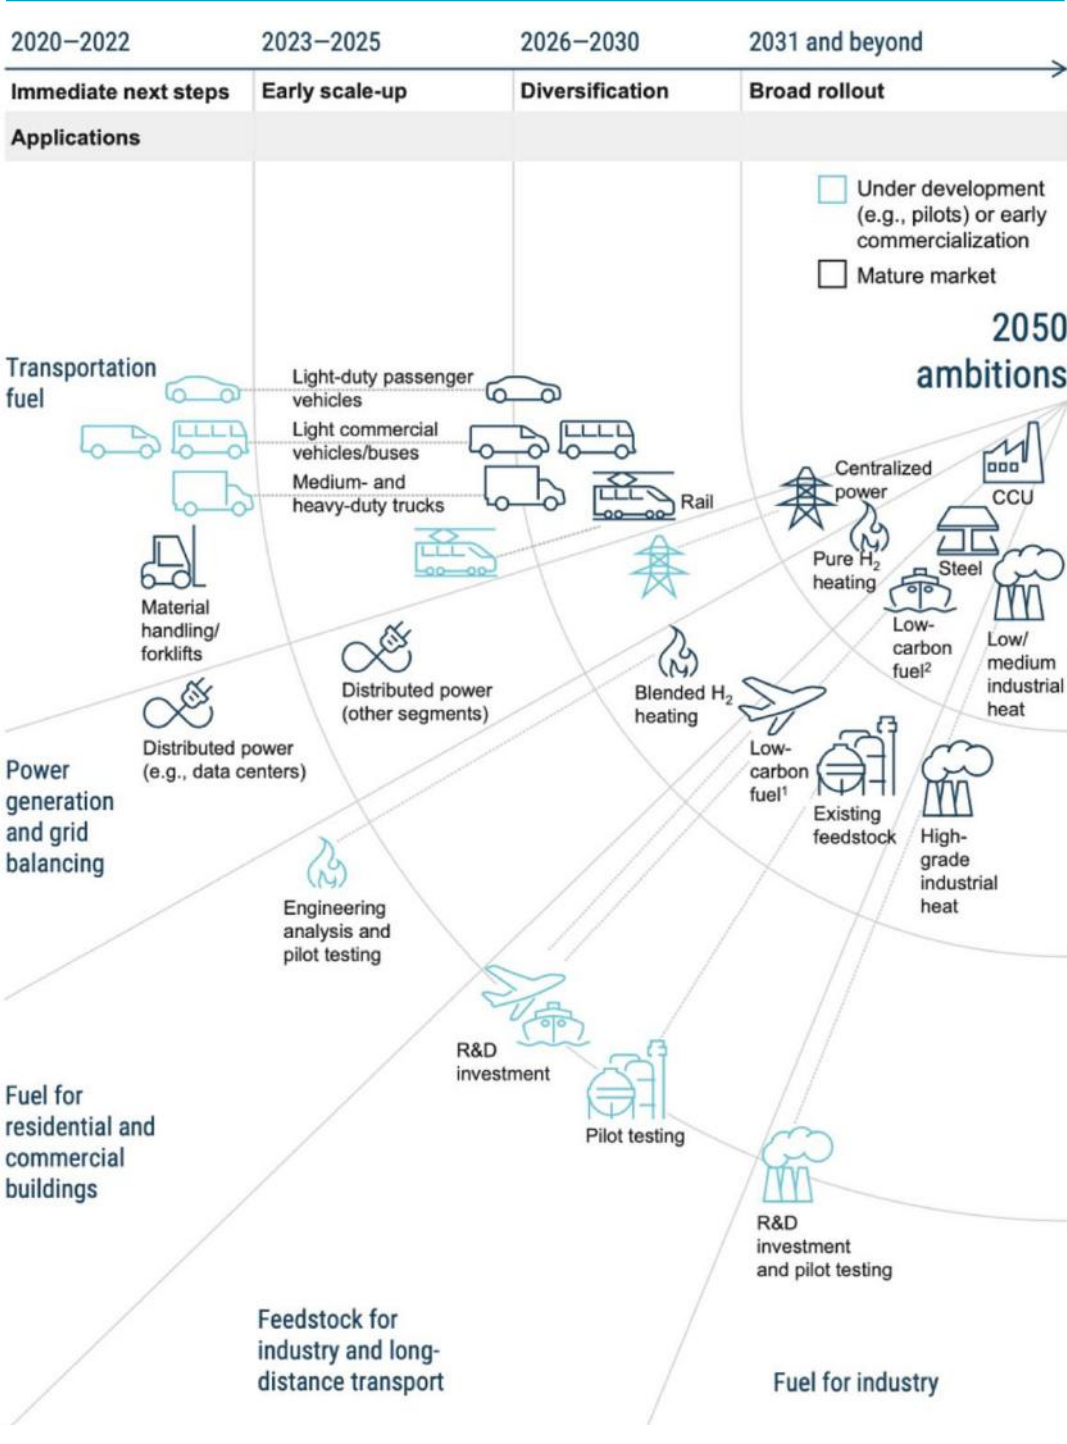 2020–2022
2023–2025
2026–2030
2031 and beyond
Immediate next steps
Early scale-up
Diversification
Broad rollout
Applications
Under development
(e.g., pilots) or early
commercialization
Mature market
2050
ambitions
Transportation
fuel
Light-duty passenger
vehicles
Light commercial
vehicles/buses
Medium- and
heavy-duty trucks
Rail
Centralized
power
CCU
Pure H₂
heating
Steel
Material
handling/
forklifts
Low-
carbon
fuel²
Low/
medium
industrial
heat
Distributed power
(other segments)
Blended H₂
heating
Distributed power
(e.g., data centers)
Low-
carbon
fuel¹
Power
generation
and grid
balancing
Existing
feedstock
High-
grade
industrial
heat
Engineering
analysis and
pilot testing
R&D
investment
Fuel for
residential and
commercial
buildings
Pilot testing
R&D
investment
and pilot testing
Feedstock for
industry and long-
distance transport
Fuel for industry